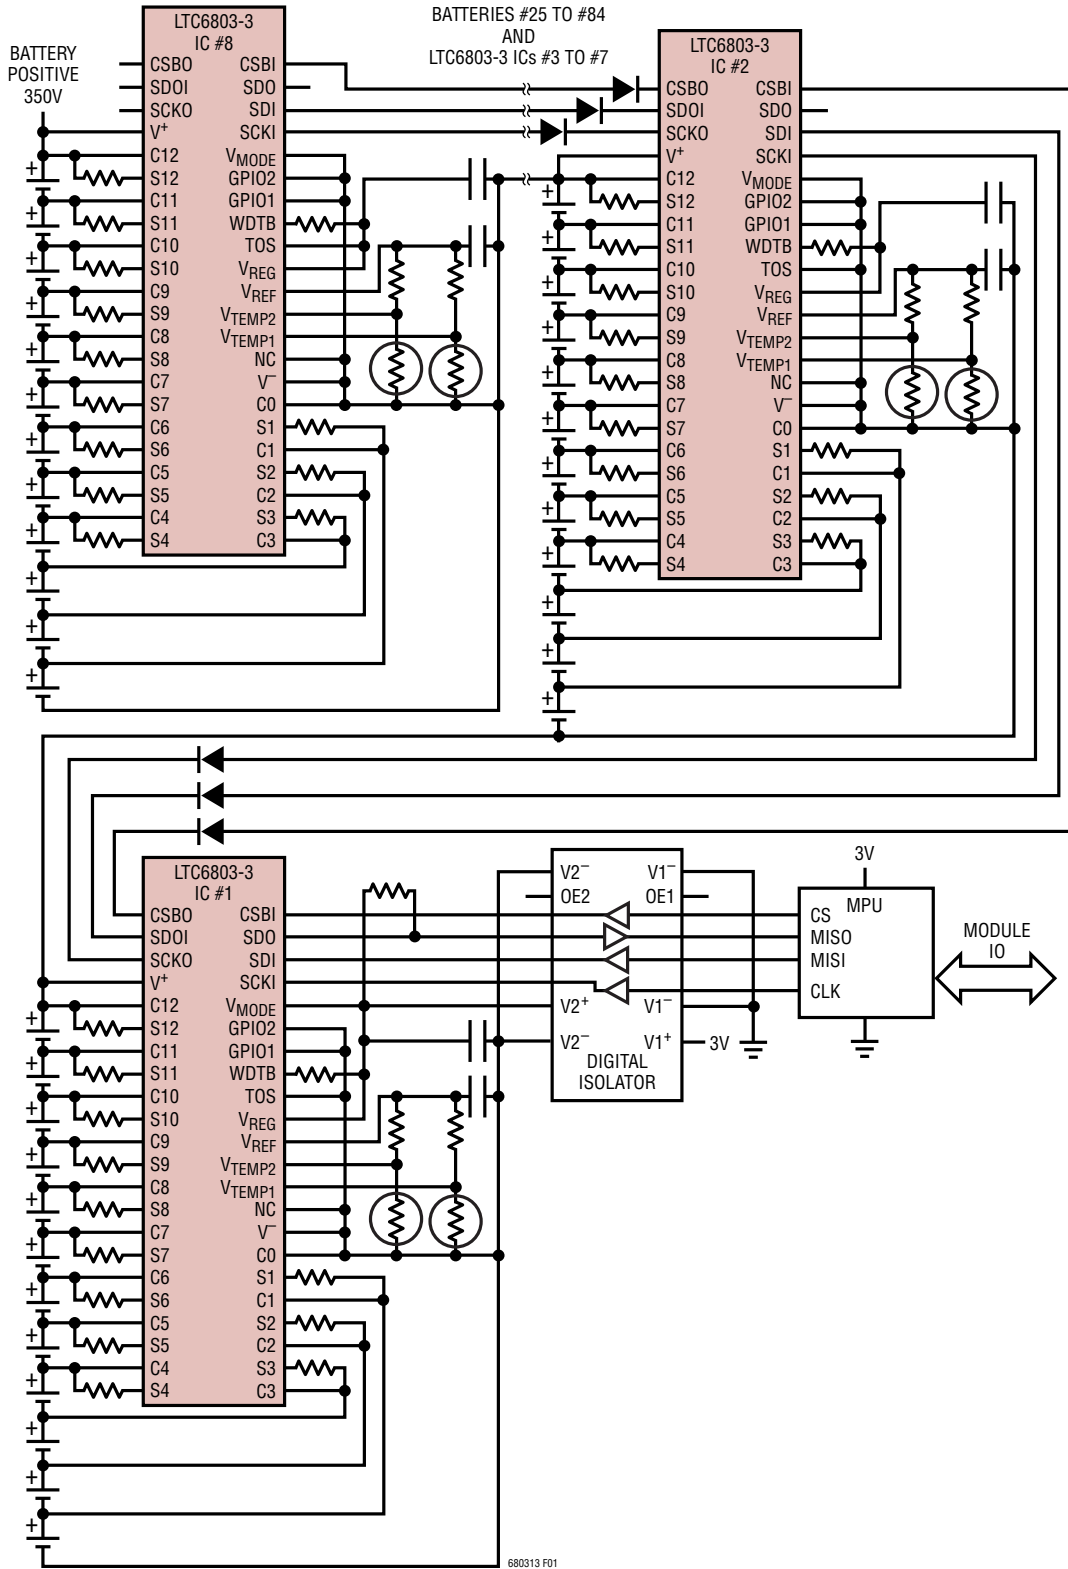 BATTERIES #25 TO #84
AND
LTC6803-3 ICs #3 TO #7
BATTERY
POSITIVE
350V
LTC6803-3
IC #8
CSBO
SDOI
SCKO
V+
C12
S12
C11
S11
C10
S10
C9
S9
C8
S8
C7
S7
C6
S6
C5
S5
C4
S4
CSBI
SDO
SDI
SCKI
VMODE
GPIO2
GPIO1
WDTB
TOS
VREG
VREF
VTEMP2
VTEMP1
NC
V–
C0
S1
C1
S2
C2
S3
C3
+
+
+
+
+
+
+
+
+
+
+
+
LTC6803-3
IC #2
CSBO
SDOI
SCKO
V+
C12
S12
C11
S11
C10
S10
C9
S9
C8
S8
C7
S7
C6
S6
C5
S5
C4
S4
CSBI
SDO
SDI
SCKI
VMODE
GPIO2
GPIO1
WDTB
TOS
VREG
VREF
VTEMP2
VTEMP1
NC
V–
C0
S1
C1
S2
C2
S3
C3
+
+
+
+
+
+
+
+
+
+
+
+
LTC6803-3
IC #1
CSBO
SDOI
SCKO
V+
C12
S12
C11
S11
C10
S10
C9
S9
C8
S8
C7
S7
C6
S6
C5
S5
C4
S4
CSBI
SDO
SDI
SCKI
VMODE
GPIO2
GPIO1
WDTB
TOS
VREG
VREF
VTEMP2
VTEMP1
NC
V–
C0
S1
C1
S2
C2
S3
C3
+
+
+
+
+
+
+
+
+
+
+
+
V2–
OE2
V2+
V2–
V1–
OE1
V1–
V1+
DIGITAL
ISOLATOR
3V
3V
MPU
CS
MISO
MISI
CLK
MODULE
IO
680313 F01